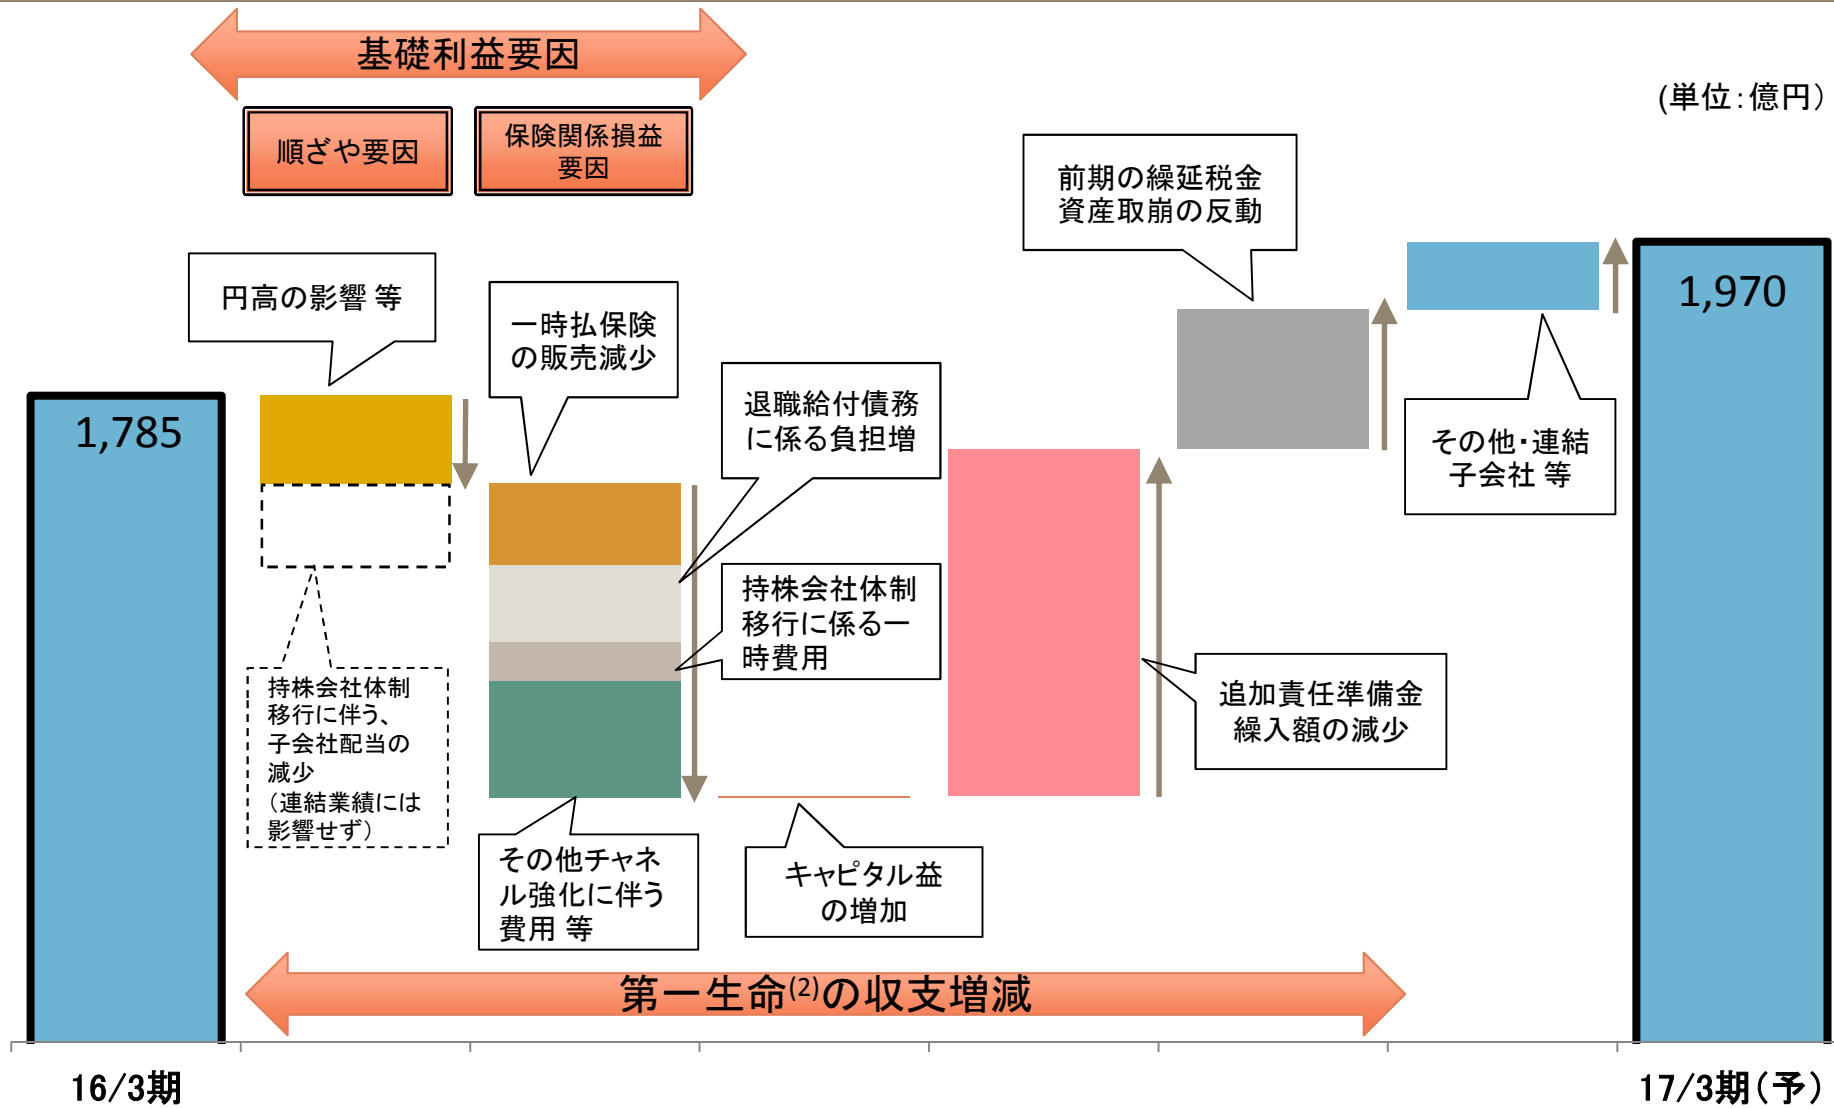 基礎利益要因
(単位：億円）
順ざや要因
保険関係損益
要因
前期の繰延税金
資産取崩の反動
円高の影響 等
一時払保険
の販売減少
1,970
1,785
退職給付債務
に係る負担増
その他・連結
子会社 等
持株会社体制
移行に係る一
時費用
持株会社体制
移行に伴う、
子会社配当の
減少
（連結業績には
影響せず）
追加責任準備金
繰入額の減少
その他チャネ
ル強化に伴う
費用 等
キャピタル益
の増加
第一生命(2)の収支増減
16/3期
17/3期（予）